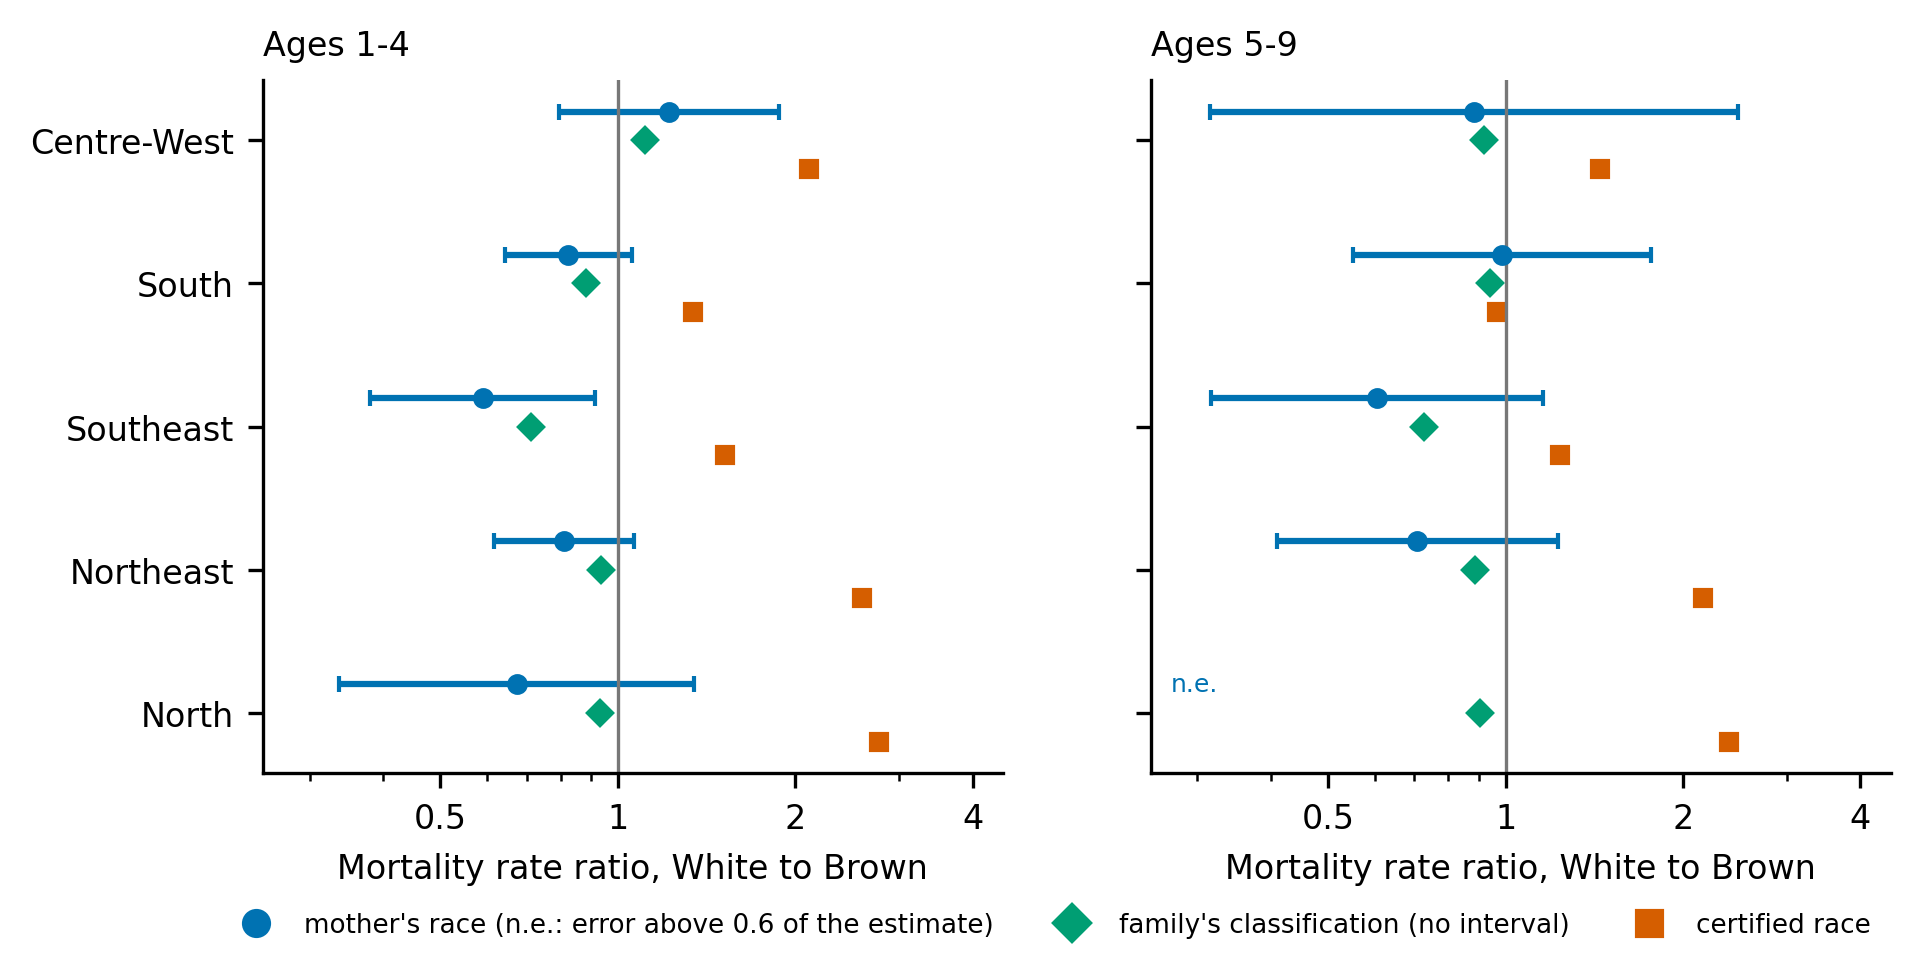 Ages 1-4
Ages 5-9
Centre-West
South
Southeast
Northeast
North
n.e.
0.5 1 2 4
0.5 1 2 4
Mortality rate ratio, White to Brown
Mortality rate ratio, White to Brown
mother's race (n.e.: error above 0.6 of the estimate)
family's classification (no interval)
certified race